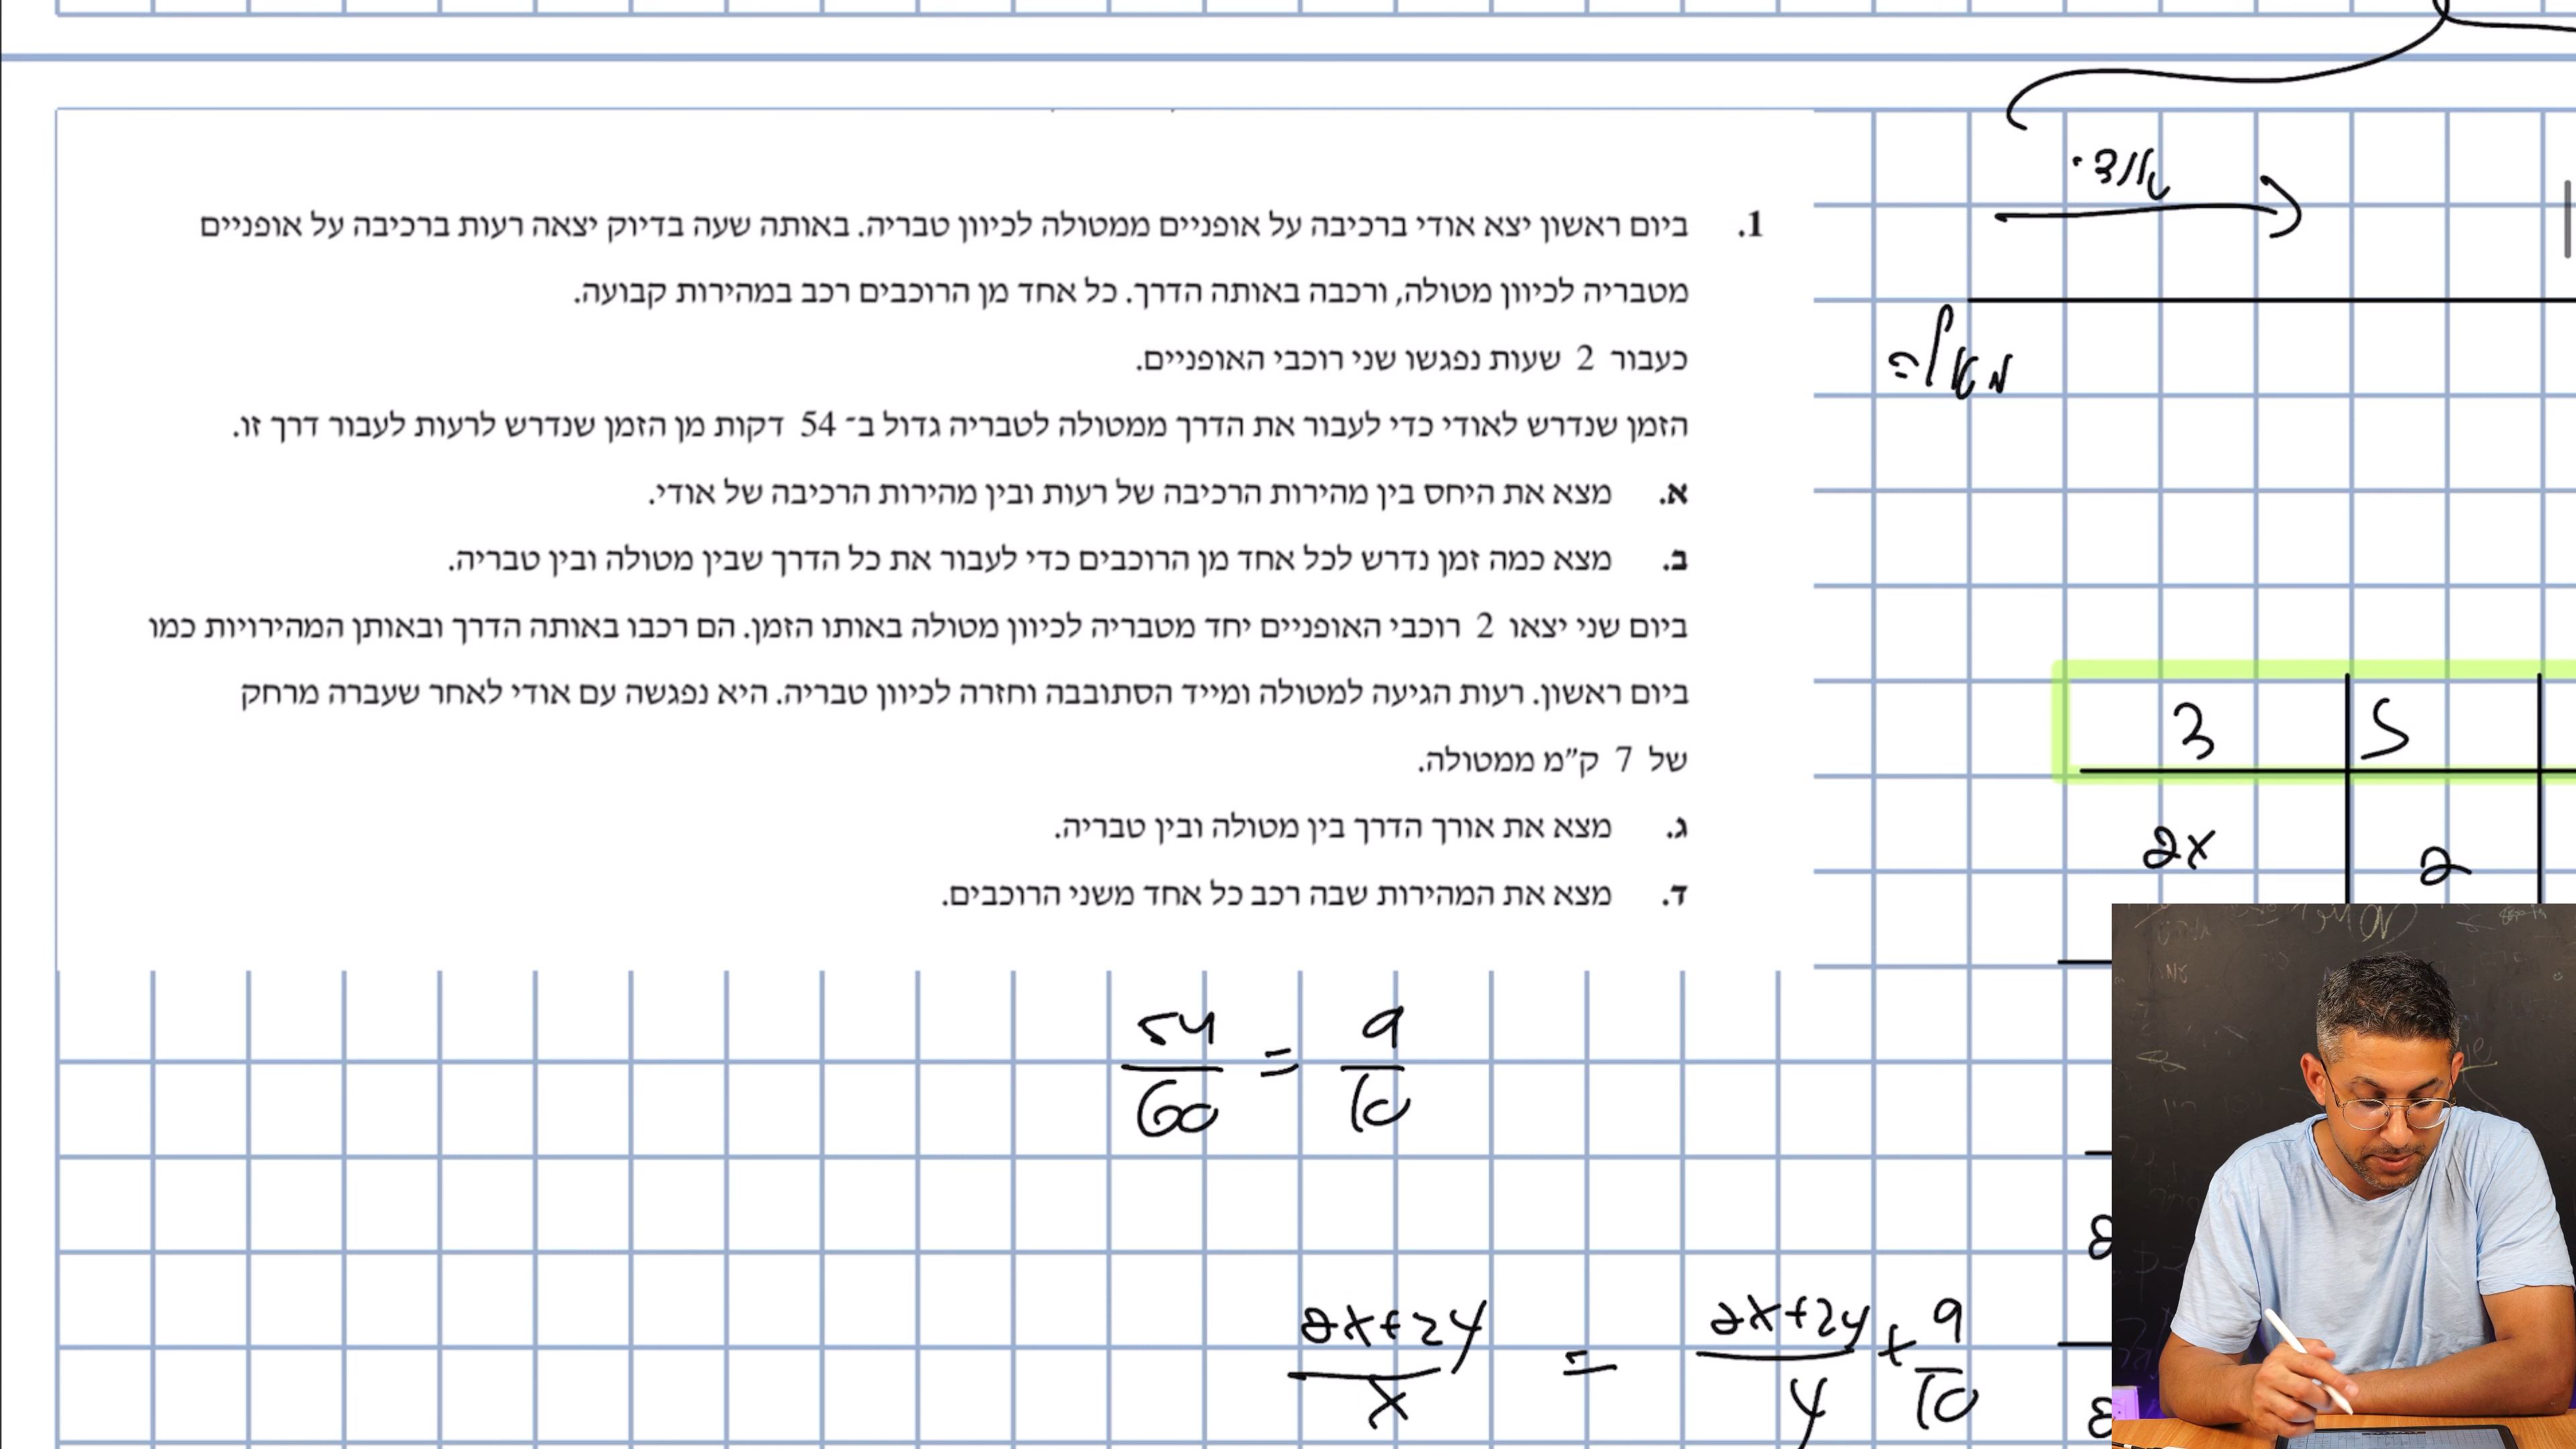 1. ביום ראשון יצא אודי ברכיבה על אופניים ממטולה לכיוון טבריה. באותה שעה בדיוק יצאה רעות ברכיבה על אופניים
מטבריה לכיוון מטולה, ורכבה באותה הדרך. כל אחד מן הרוכבים רכב במהירות קבועה.
כעבור 2 שעות נפגשו שני רוכבי האופניים.
הזמן שנדרש לאודי כדי לעבור את הדרך ממטולה לטבריה גדול ב־ 54 דקות מן הזמן שנדרש לרעות לעבור דרך זו.
א. מצא את היחס בין מהירות הרכיבה של רעות ובין מהירות הרכיבה של אודי.
ב. מצא כמה זמן נדרש לכל אחד מן הרוכבים כדי לעבור את כל הדרך שבין מטולה ובין טבריה.
ביום שני יצאו 2 רוכבי האופניים יחד מטבריה לכיוון מטולה באותו הזמן. הם רכבו באותה הדרך ובאותן המהירויות כמו
ביום ראשון. רעות הגיעה למטולה ומייד הסתובבה וחזרה לכיוון טבריה. היא נפגשה עם אודי לאחר שעברה מרחק
של 7 ק״מ ממטולה.
ג. מצא את אורך הדרך בין מטולה ובין טבריה.
ד. מצא את המהירות שבה רכב כל אחד משני הרוכבים.
אודי
מטולה
2x 2
54/60 = 9/10
(2x+2y)/x = (2x+2y)/y + 9/10